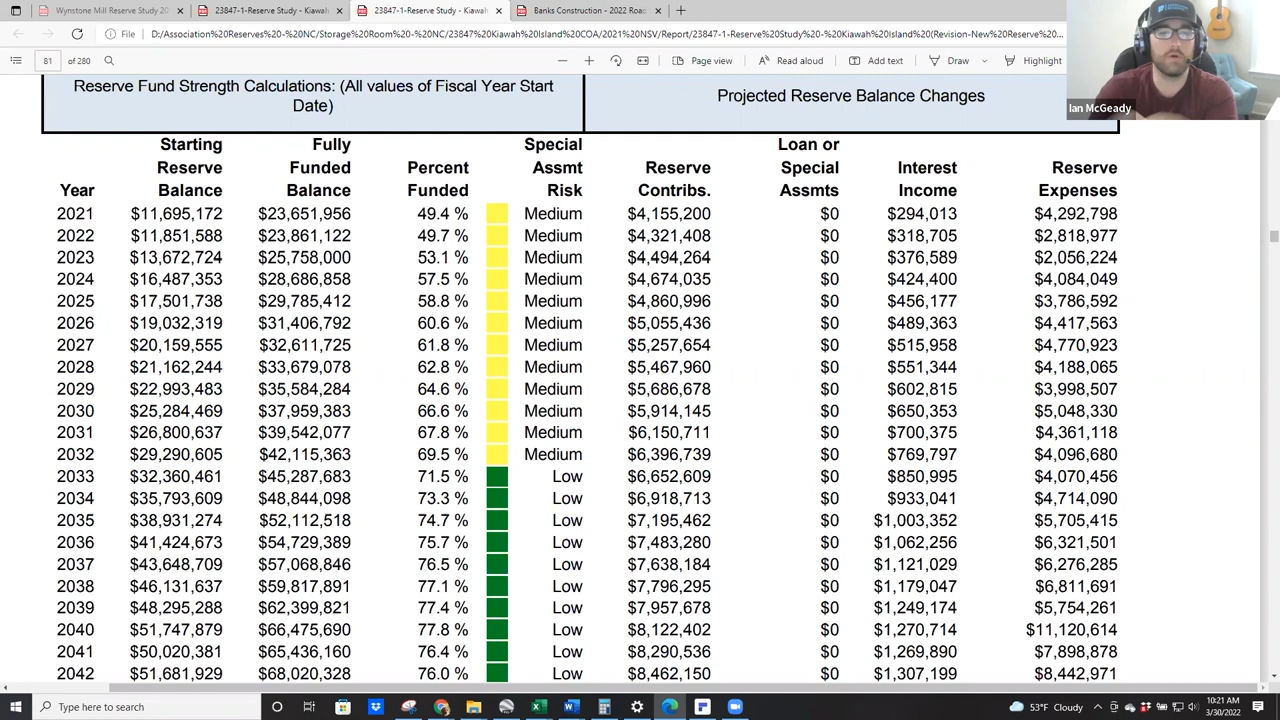 Wynstone Mill Reserve Study 20
23847-1-Reserve Study - Kiawah
23847-1-Reserve Study - Kiawah
Banks Construction - 2022 Road
File D:/Association%20Reserves%20-%20NC/Storage%20Room%20-%20NC/23847%20Kiawah%20Island%20COA/2021%20NSV/Report/23847-1-Reserve%20Study%20-%20Kiawah%20Island%20(Revision-New%20Reserve%20...
81 of 280 Page view Read aloud Add text Draw Highlight
Ian McGeady
Reserve Fund Strength Calculations: (All values of Fiscal Year Start
Date)
Projected Reserve Balance Changes
Starting Fully Special Loan or
Reserve Funded Percent Assmt Reserve Special Interest Reserve
Year Balance Balance Funded Risk Contribs. Assmts Income Expenses
2021 $11,695,172 $23,651,956 49.4 % Medium $4,155,200 $0 $294,013 $4,292,798
2022 $11,851,588 $23,861,122 49.7 % Medium $4,321,408 $0 $318,705 $2,818,977
2023 $13,672,724 $25,758,000 53.1 % Medium $4,494,264 $0 $376,589 $2,056,224
2024 $16,487,353 $28,686,858 57.5 % Medium $4,674,035 $0 $424,400 $4,084,049
2025 $17,501,738 $29,785,412 58.8 % Medium $4,860,996 $0 $456,177 $3,786,592
2026 $19,032,319 $31,406,792 60.6 % Medium $5,055,436 $0 $489,363 $4,417,563
2027 $20,159,555 $32,611,725 61.8 % Medium $5,257,654 $0 $515,958 $4,770,923
2028 $21,162,244 $33,679,078 62.8 % Medium $5,467,960 $0 $551,344 $4,188,065
2029 $22,993,483 $35,584,284 64.6 % Medium $5,686,678 $0 $602,815 $3,998,507
2030 $25,284,469 $37,959,383 66.6 % Medium $5,914,145 $0 $650,353 $5,048,330
2031 $26,800,637 $39,542,077 67.8 % Medium $6,150,711 $0 $700,375 $4,361,118
2032 $29,290,605 $42,115,363 69.5 % Medium $6,396,739 $0 $769,797 $4,096,680
2033 $32,360,461 $45,287,683 71.5 % Low $6,652,609 $0 $850,995 $4,070,456
2034 $35,793,609 $48,844,098 73.3 % Low $6,918,713 $0 $933,041 $4,714,090
2035 $38,931,274 $52,112,518 74.7 % Low $7,195,462 $0 $1,003,352 $5,705,415
2036 $41,424,673 $54,729,389 75.7 % Low $7,483,280 $0 $1,062,256 $6,321,501
2037 $43,648,709 $57,068,846 76.5 % Low $7,638,184 $0 $1,121,029 $6,276,285
2038 $46,131,637 $59,817,891 77.1 % Low $7,796,295 $0 $1,179,047 $6,811,691
2039 $48,295,288 $62,399,821 77.4 % Low $7,957,678 $0 $1,249,174 $5,754,261
2040 $51,747,879 $66,475,690 77.8 % Low $8,122,402 $0 $1,270,714 $11,120,614
2041 $50,020,381 $65,436,160 76.4 % Low $8,290,536 $0 $1,269,890 $7,898,878
2042 $51,681,929 $68,020,328 76.0 % Low $8,462,150 $0 $1,307,199 $8,442,971
Type here to search 53°F Cloudy 10:21 AM
3/30/2022